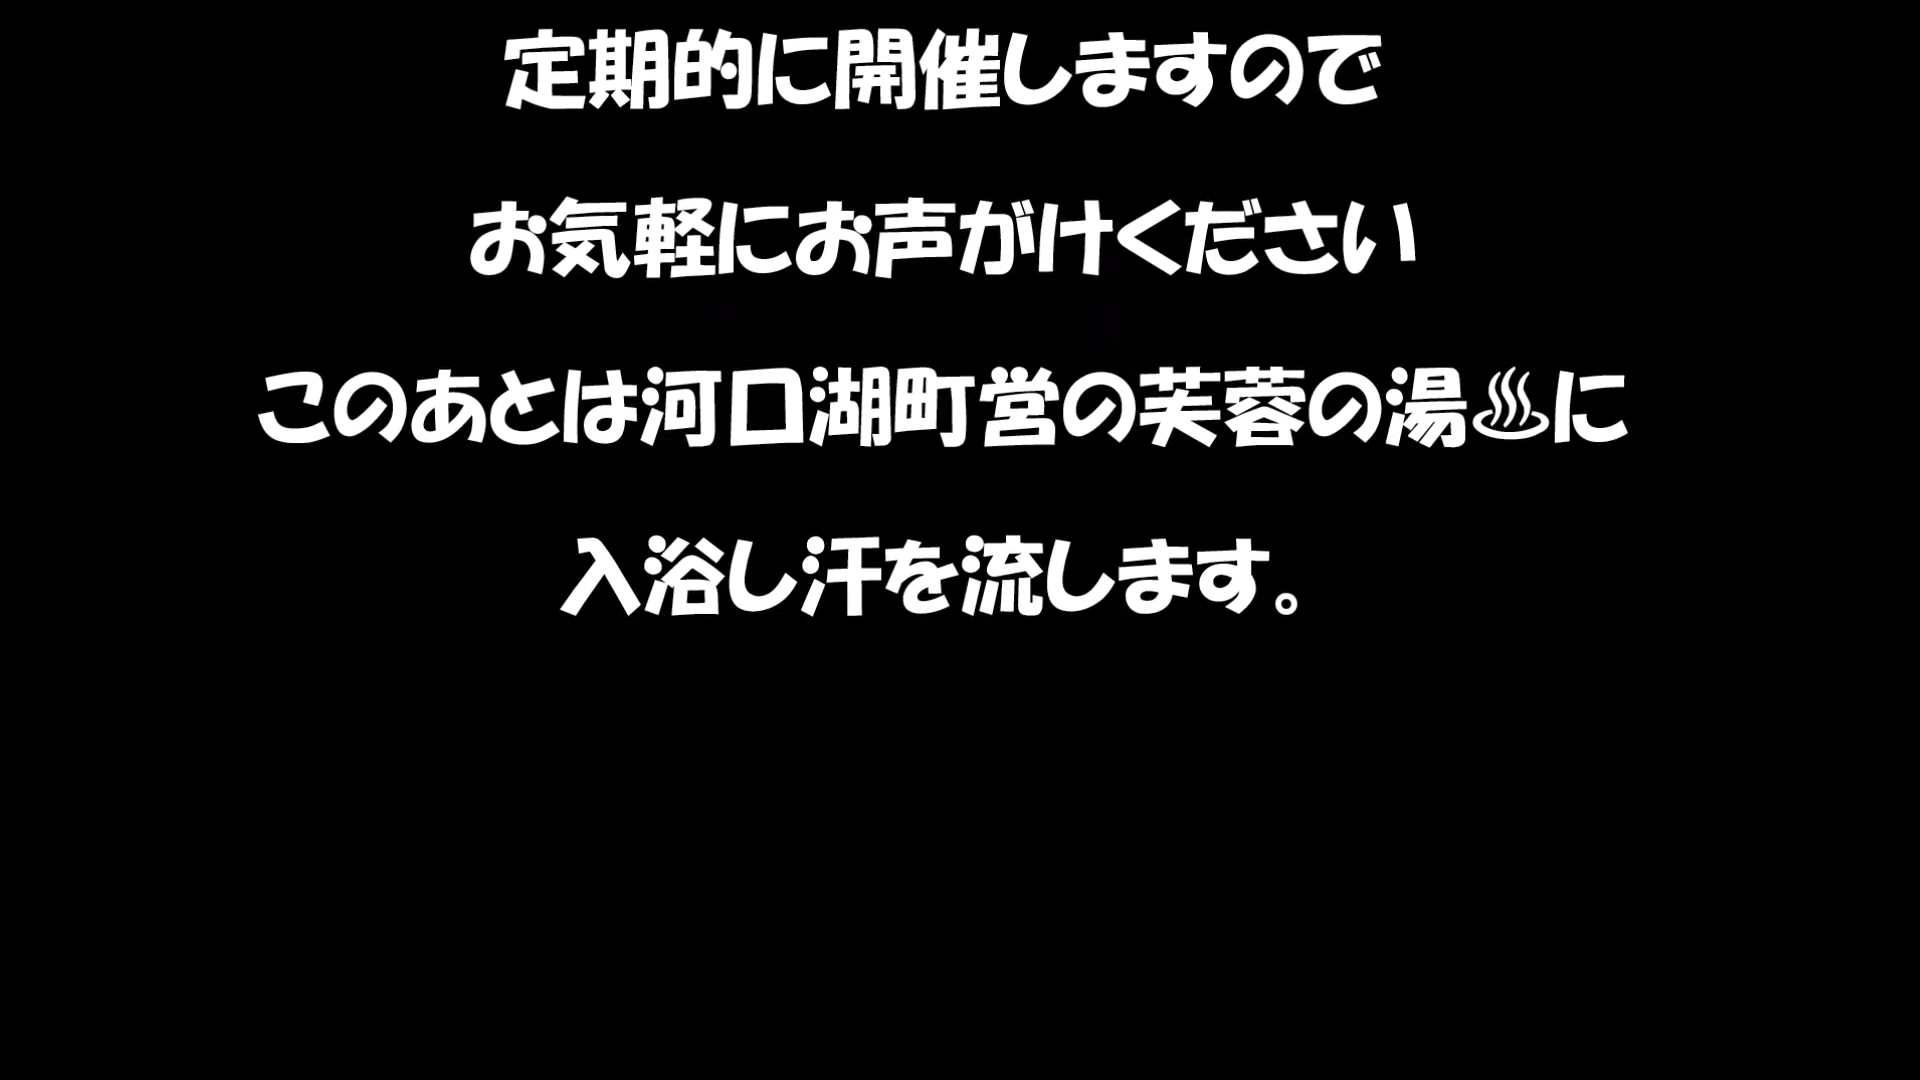 定期的に開催しますので
お気軽にお声がけください
このあとは河口湖町営の芙蓉の湯♨に
入浴し汗を流します。